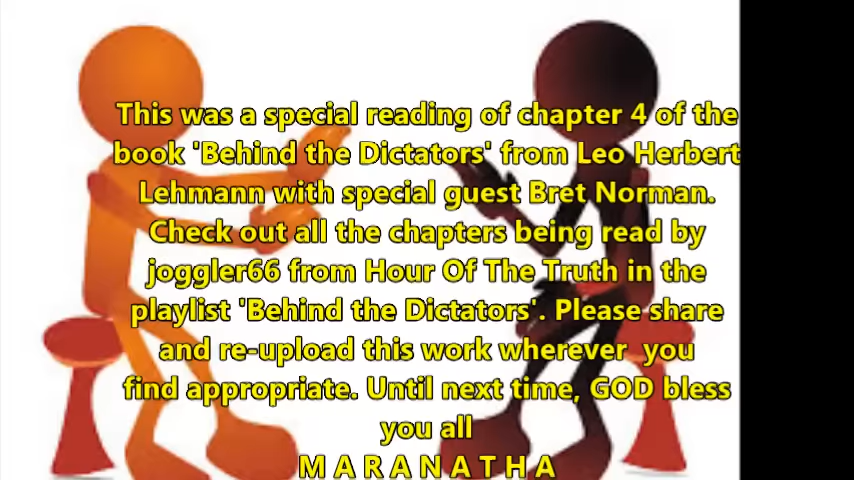 This was a special reading of chapter 4 of the
book 'Behind the Dictators' from Leo Herbert
Lehmann with special guest Bret Norman.
Check out all the chapters being read by
joggler66 from Hour Of The Truth in the
playlist 'Behind the Dictators'. Please share
and re-upload this work wherever you
find appropriate. Until next time, GOD bless
you all
M A R A N A T H A